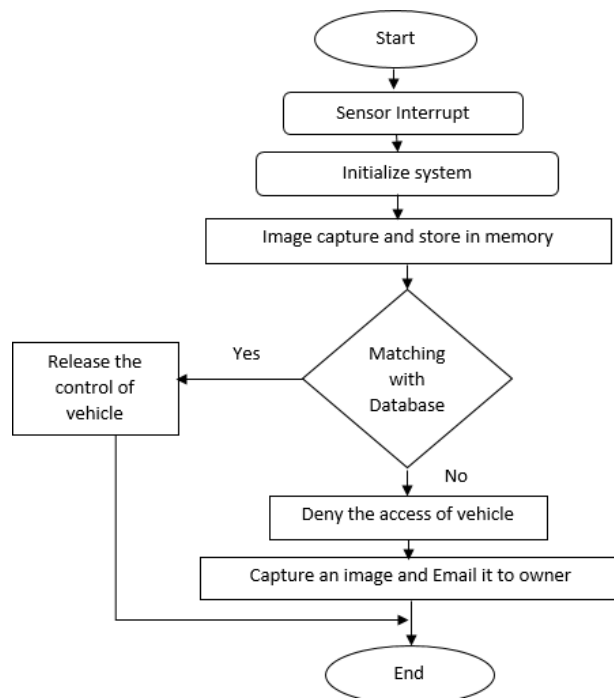 Start
Sensor Interrupt
Initialize system
Image capture and store in memory
Matching
with
Database
Yes
Release the
control of
vehicle
No
Deny the access of vehicle
Capture an image and Email it to owner
End